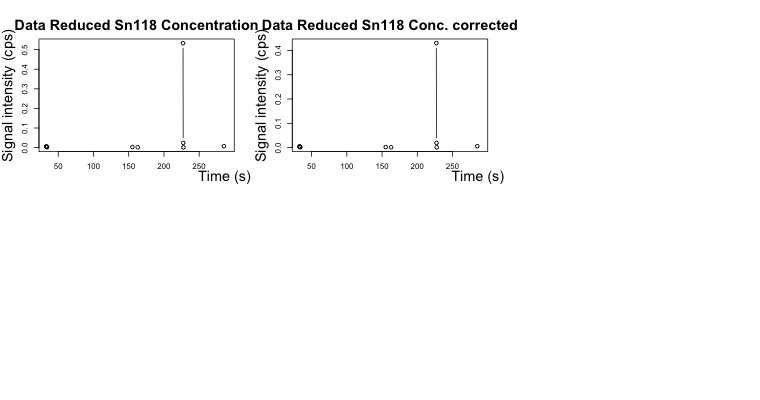 Data Reduced Sn118 Concentration
Signal intensity (cps)
0.0 0.1 0.2 0.3 0.4 0.5
50 100 150 200 250
Time (s)
Data Reduced Sn118 Conc. corrected
Signal intensity (cps)
0.0 0.1 0.2 0.3 0.4
50 100 150 200 250
Time (s)